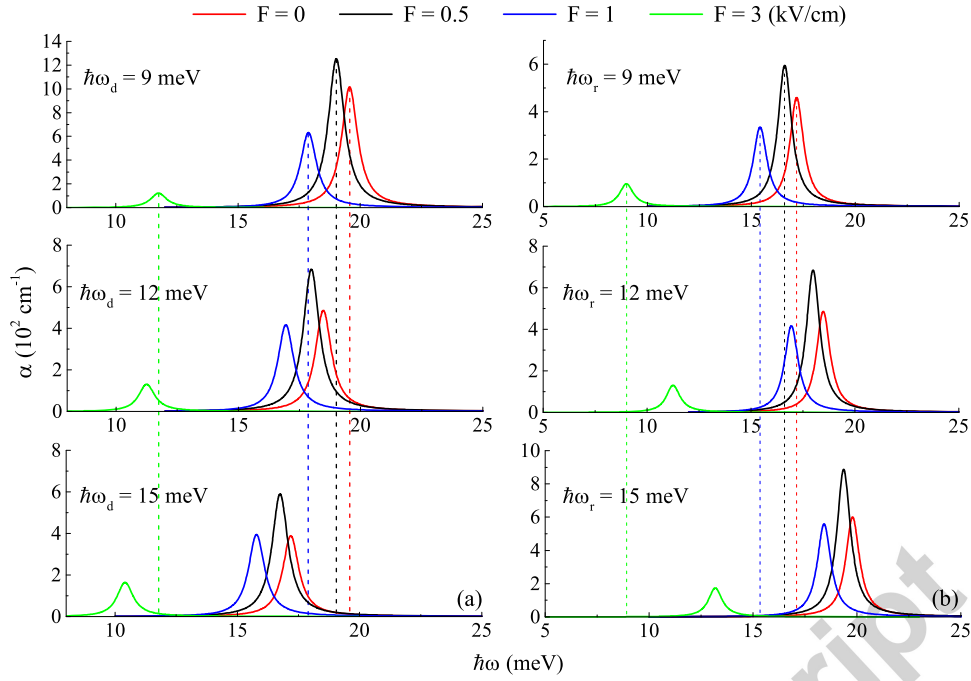 F = 0 F = 0.5 F = 1 F = 3 (kV/cm)
14
12
10
8
6
4
2
0
ℏω_d = 9 meV
10 15 20 25
6
4
2
0
ℏω_r = 9 meV
5 10 15 20 25
α (10² cm⁻¹)
8
6
4
2
0
ℏω_d = 12 meV
10 15 20 25
8
6
4
2
0
ℏω_r = 12 meV
5 10 15 20 25
8
6
4
2
0
ℏω_d = 15 meV
(a)
10 15 20 25
10
8
6
4
2
0
ℏω_r = 15 meV
(b)
5 10 15 20 25
ℏω (meV)
ript